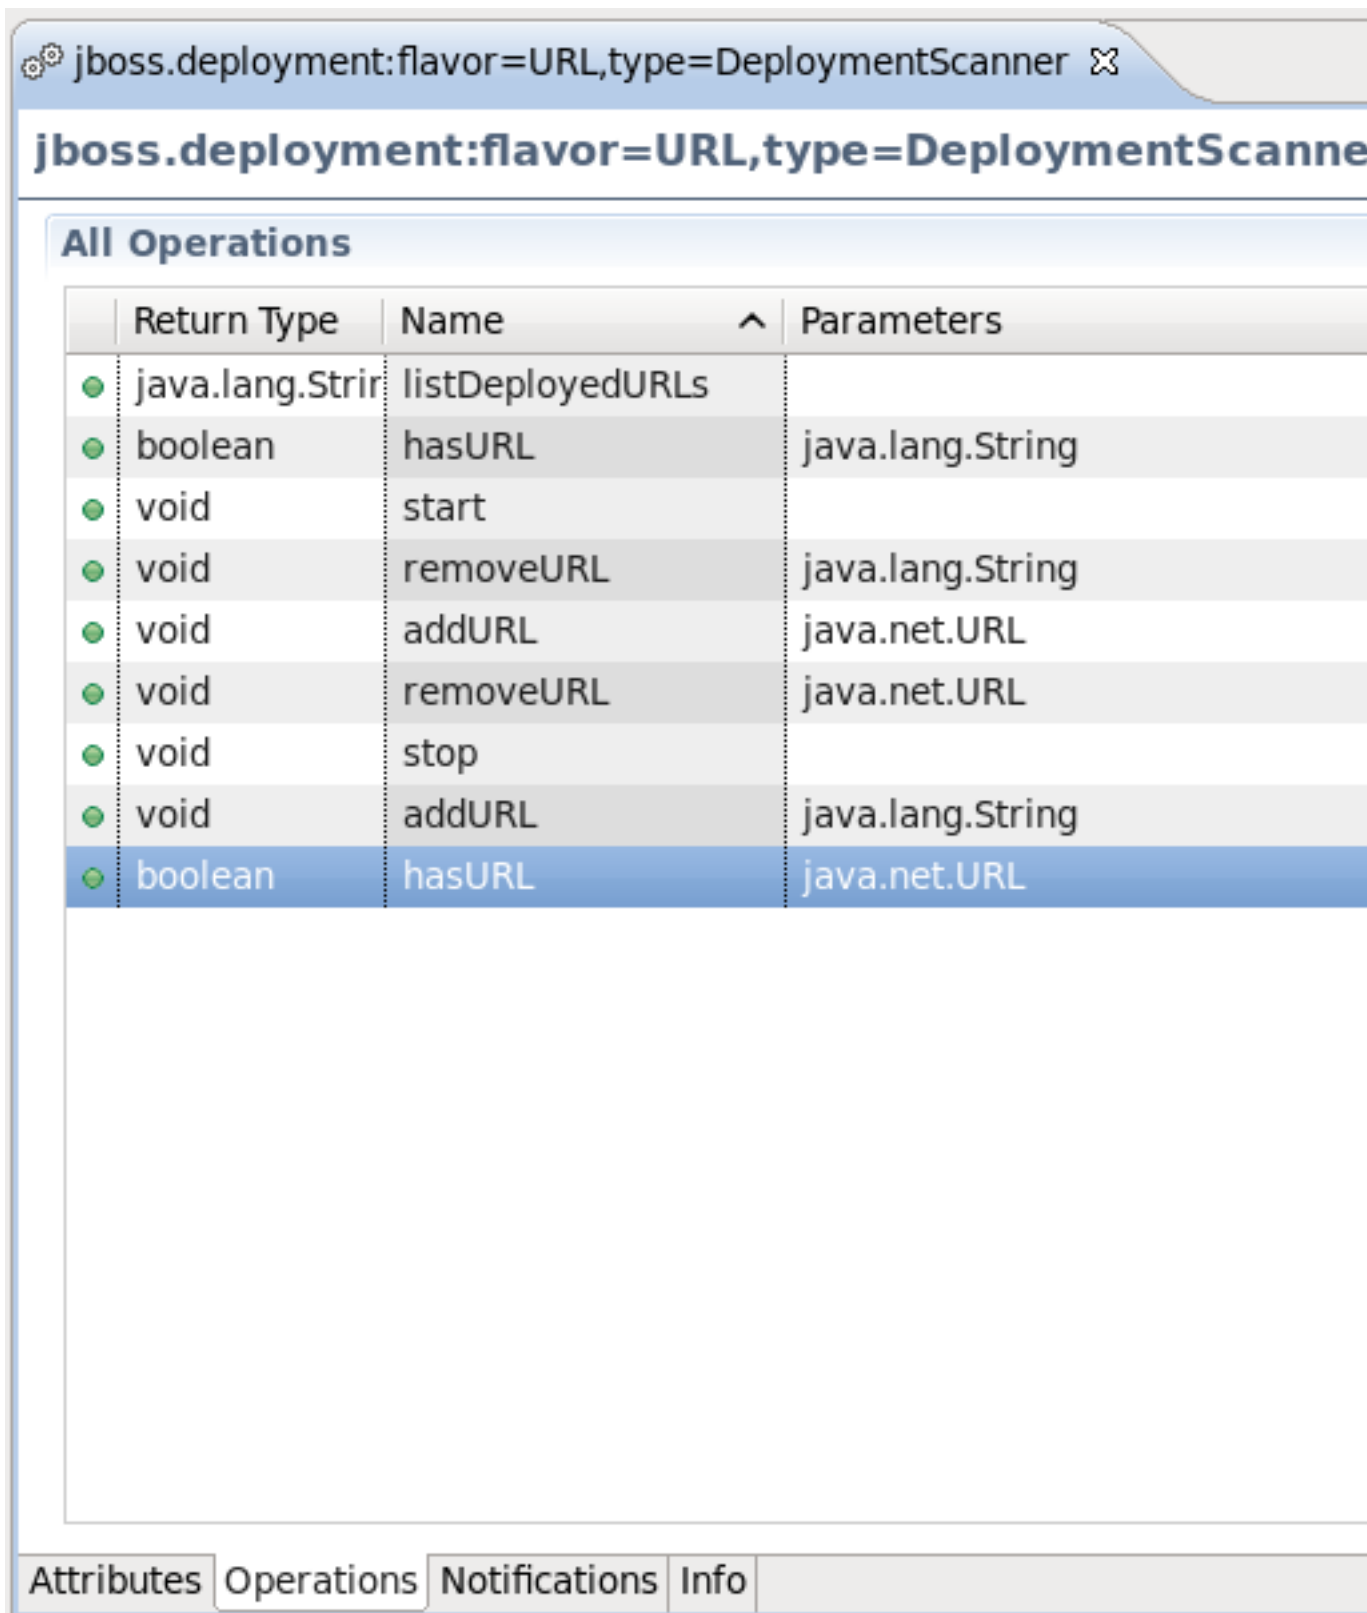 jboss.deployment:flavor=URL,type=DeploymentScanner
jboss.deployment:flavor=URL,type=DeploymentScanne
All Operations
Return Type Name Parameters
java.lang.Strin listDeployedURLs
boolean hasURL java.lang.String
void start
void removeURL java.lang.String
void addURL java.net.URL
void removeURL java.net.URL
void stop
void addURL java.lang.String
boolean hasURL java.net.URL
Attributes Operations Notifications Info